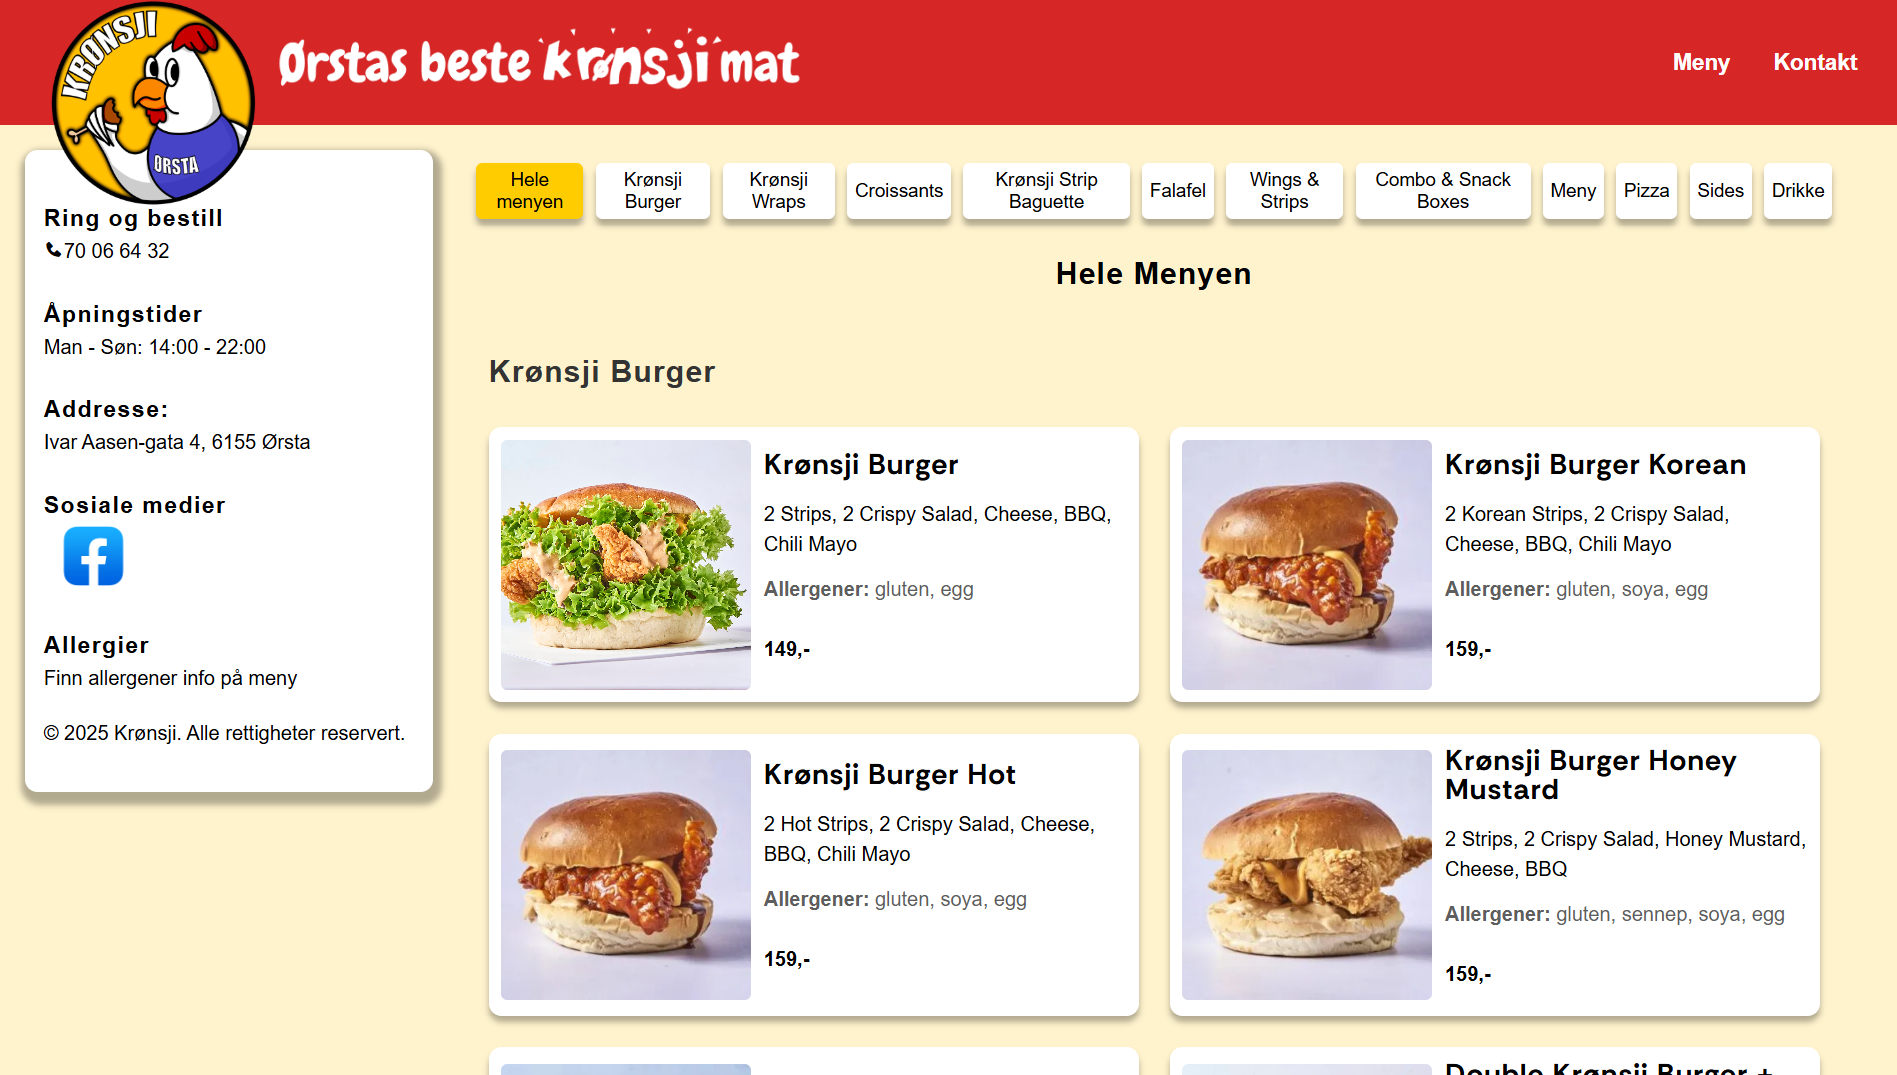 KRØNSJI
ØRSTA
Ørstas beste krønsji mat
Meny
Kontakt
Ring og bestill
70 06 64 32
Åpningstider
Man - Søn: 14:00 - 22:00
Addresse:
Ivar Aasen-gata 4, 6155 Ørsta
Sosiale medier
Allergier
Finn allergener info på meny
© 2025 Krønsji. Alle rettigheter reservert.
Hele
menyen
Krønsji
Burger
Krønsji
Wraps
Croissants
Krønsji Strip
Baguette
Falafel
Wings &
Strips
Combo & Snack
Boxes
Meny
Pizza
Sides
Drikke
Hele Menyen
Krønsji Burger
Krønsji Burger
2 Strips, 2 Crispy Salad, Cheese, BBQ,
Chili Mayo
Allergener: gluten, egg
149,-
Krønsji Burger Korean
2 Korean Strips, 2 Crispy Salad,
Cheese, BBQ, Chili Mayo
Allergener: gluten, soya, egg
159,-
Krønsji Burger Hot
2 Hot Strips, 2 Crispy Salad, Cheese,
BBQ, Chili Mayo
Allergener: gluten, soya, egg
159,-
Krønsji Burger Honey
Mustard
2 Strips, 2 Crispy Salad, Honey Mustard,
Cheese, BBQ
Allergener: gluten, sennep, soya, egg
159,-
Double Krønsji Burger +